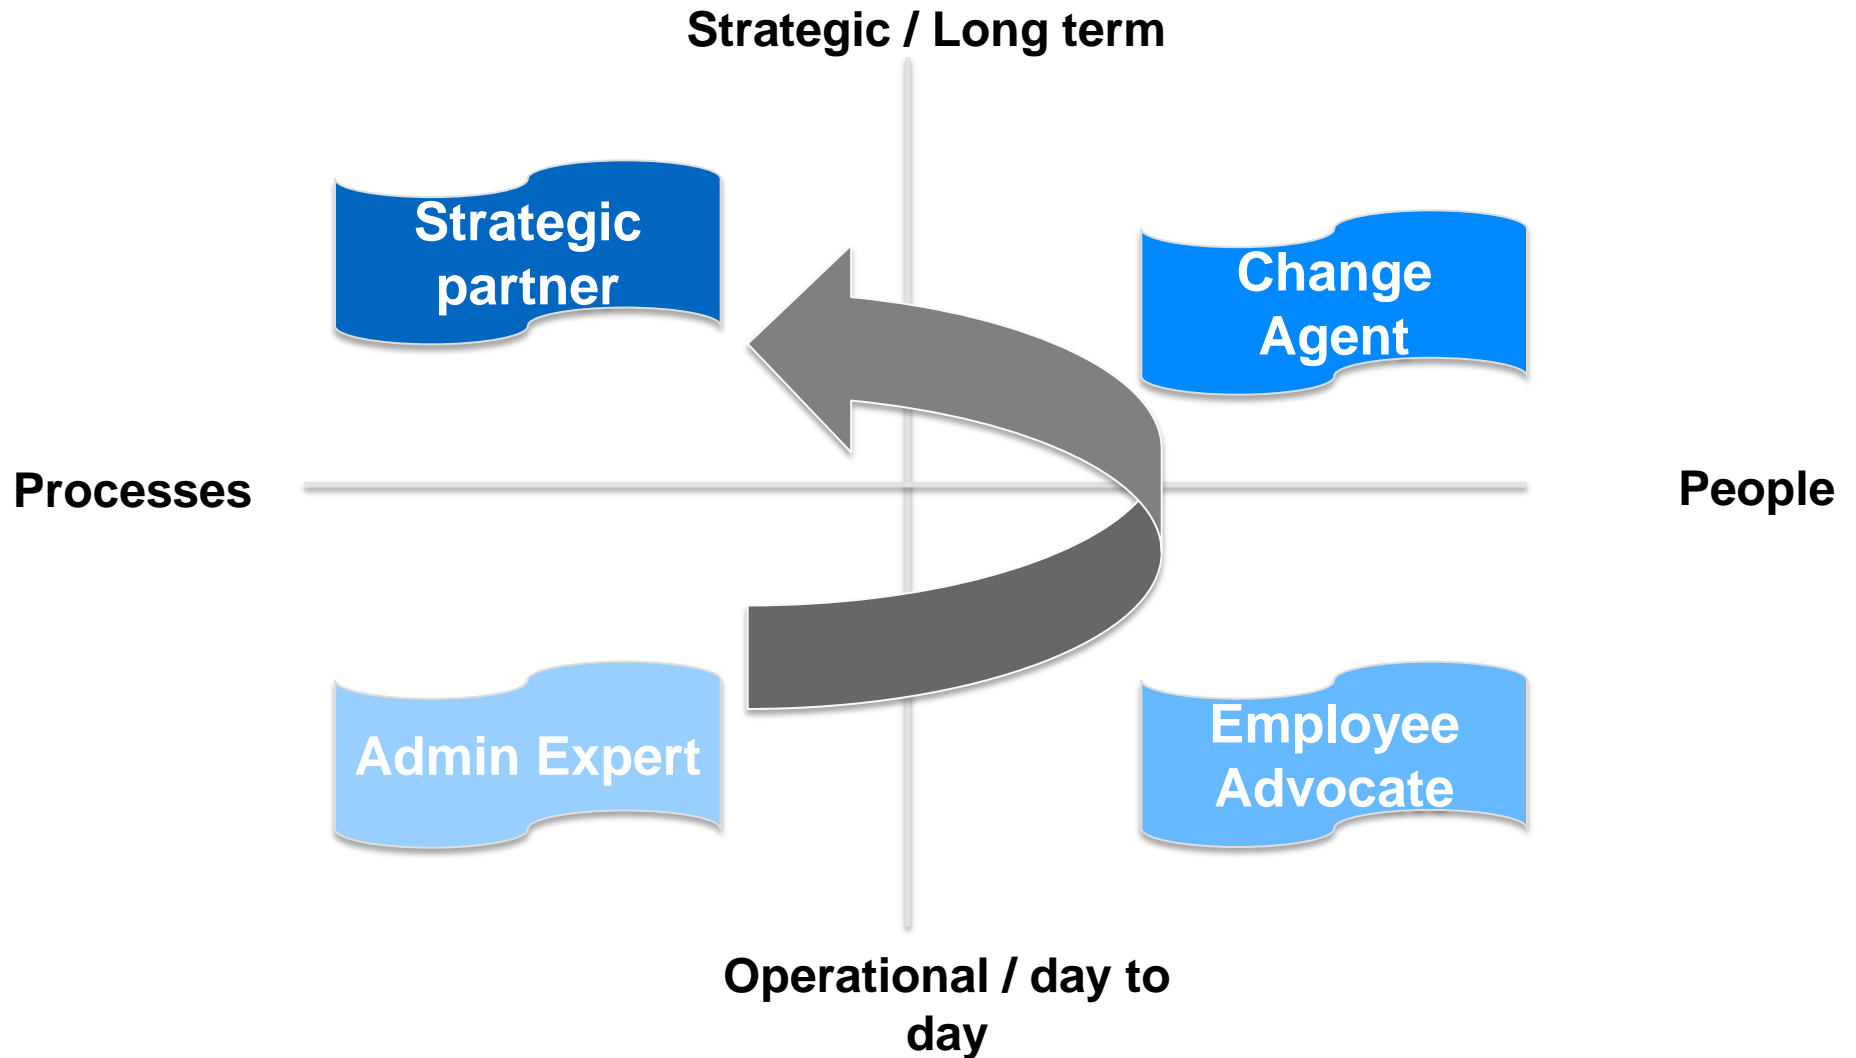 Strategic / Long term
Strategic
partner
Change
Agent
Processes
People
Admin Expert
Employee
Advocate
Operational / day to
day